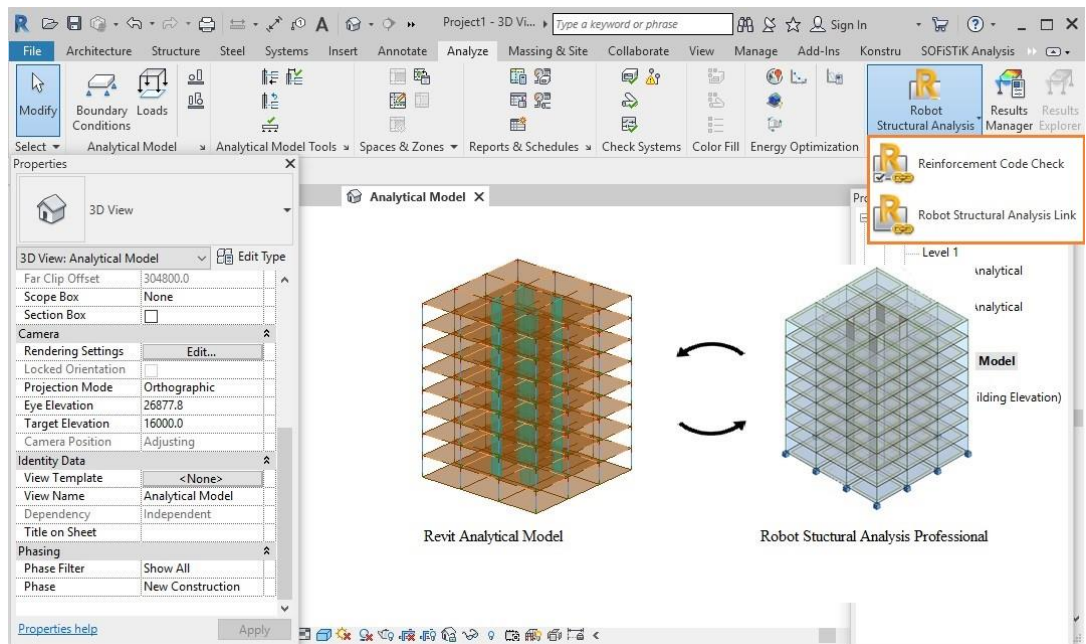 Project1 - 3D Vi...
Type a keyword or phrase
Sign In
File Architecture Structure Steel Systems Insert Annotate Analyze Massing & Site Collaborate View Manage Add-Ins Konstru SOFiSTiK Analysis
Modify
Boundary Conditions
Loads
Robot Structural Analysis
Results Manager
Results Explorer
Select Analytical Model Analytical Model Tools Spaces & Zones Reports & Schedules Check Systems Color Fill Energy Optimization
Reinforcement Code Check
Robot Structural Analysis Link
Properties
3D View
Analytical Model
3D View: Analytical Model
Edit Type
Far Clip Offset 304800.0
Scope Box None
Section Box
Camera
Rendering Settings Edit...
Locked Orientation
Projection Mode Orthographic
Eye Elevation 26877.8
Target Elevation 16000.0
Camera Position Adjusting
Identity Data
View Template <None>
View Name Analytical Model
Dependency Independent
Title on Sheet
Phasing
Phase Filter Show All
Phase New Construction
Properties help
Apply
Level 1
Analytical
Analytical
Model
ilding Elevation)
Revit Analytical Model
Robot Stuctural Analysis Professional